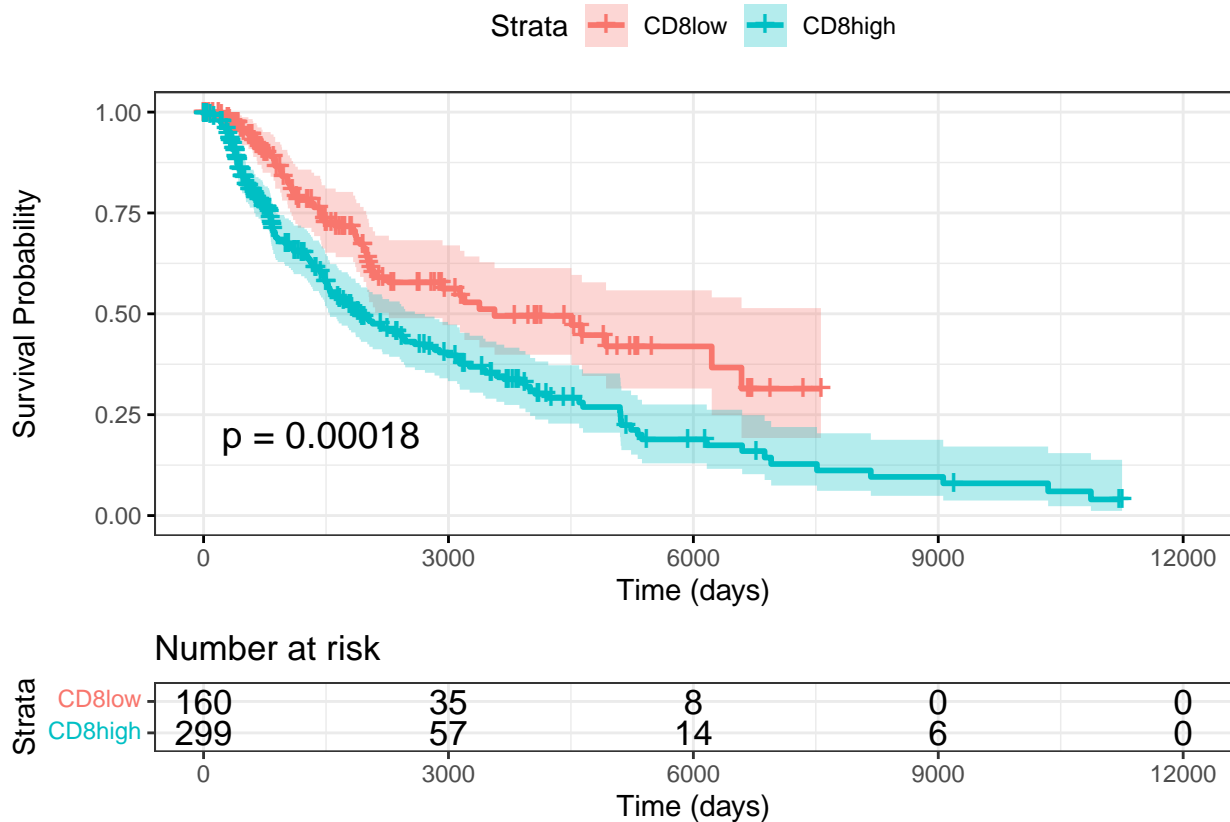 Strata CD8low CD8high
Survival Probability
1.00
0.75
0.50
0.25
0.00
p = 0.00018
0 3000 6000 9000 12000
Time (days)
Number at risk
Strata
CD8low 160 35 8 0 0
CD8high 299 57 14 6 0
0 3000 6000 9000 12000
Time (days)